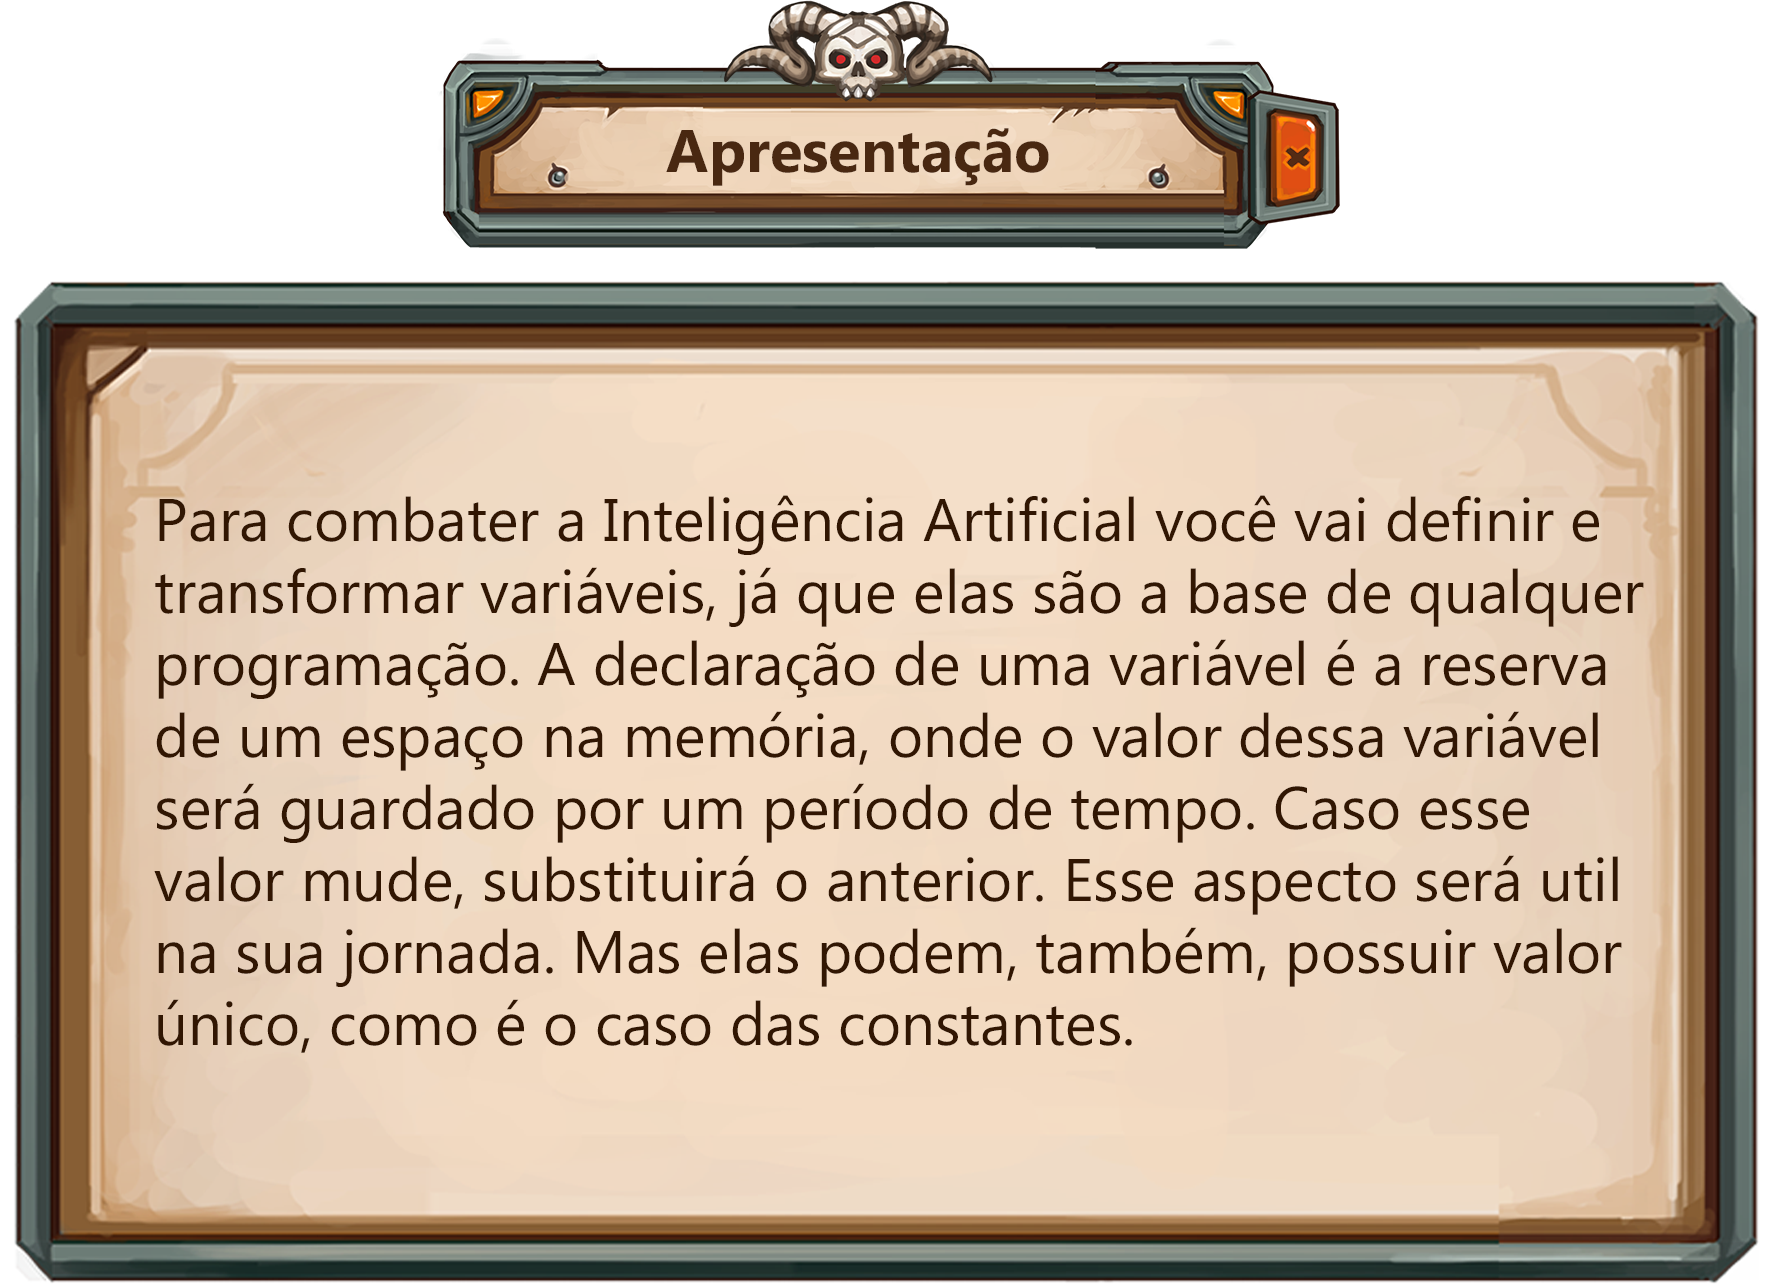 Apresentação
Para combater a Inteligência Artificial você vai definir e
transformar variáveis, já que elas são a base de qualquer
programação. A declaração de uma variável é a reserva
de um espaço na memória, onde o valor dessa variável
será guardado por um período de tempo. Caso esse
valor mude, substituirá o anterior. Esse aspecto será util
na sua jornada. Mas elas podem, também, possuir valor
único, como é o caso das constantes.